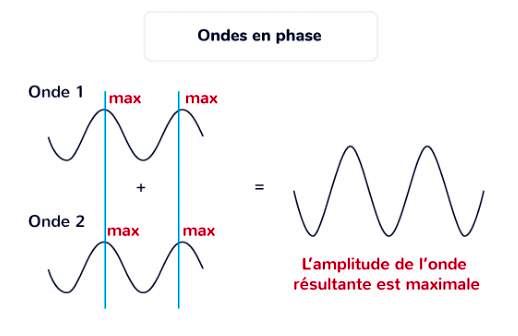 Ondes en phase
Onde 1
max max
+
=
Onde 2
max max
L'amplitude de l'onde
résultante est maximale